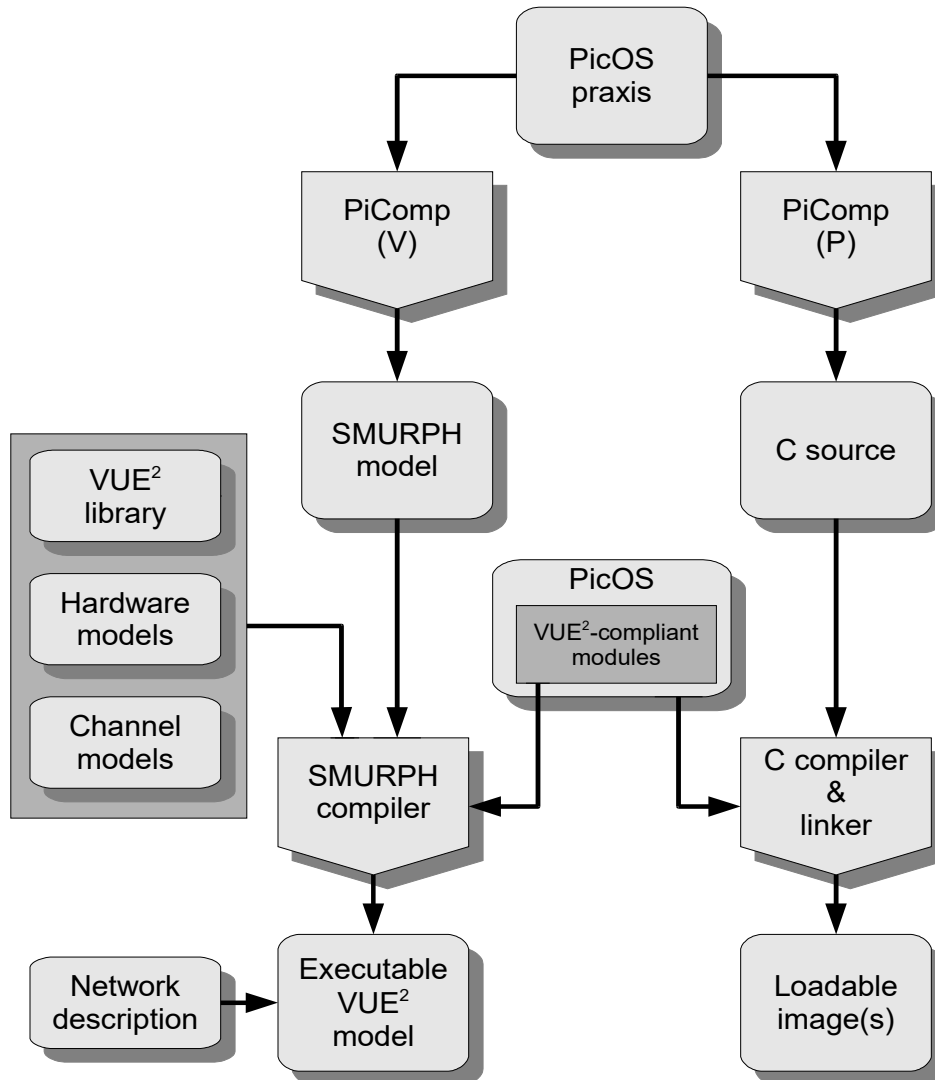 PicOS
praxis
PiComp
(V)
PiComp
(P)
SMURPH
model
C source
VUE²
library
Hardware
models
Channel
models
PicOS
VUE²-compliant
modules
SMURPH
compiler
C compiler
&
linker
Network
description
Executable
VUE²
model
Loadable
image(s)